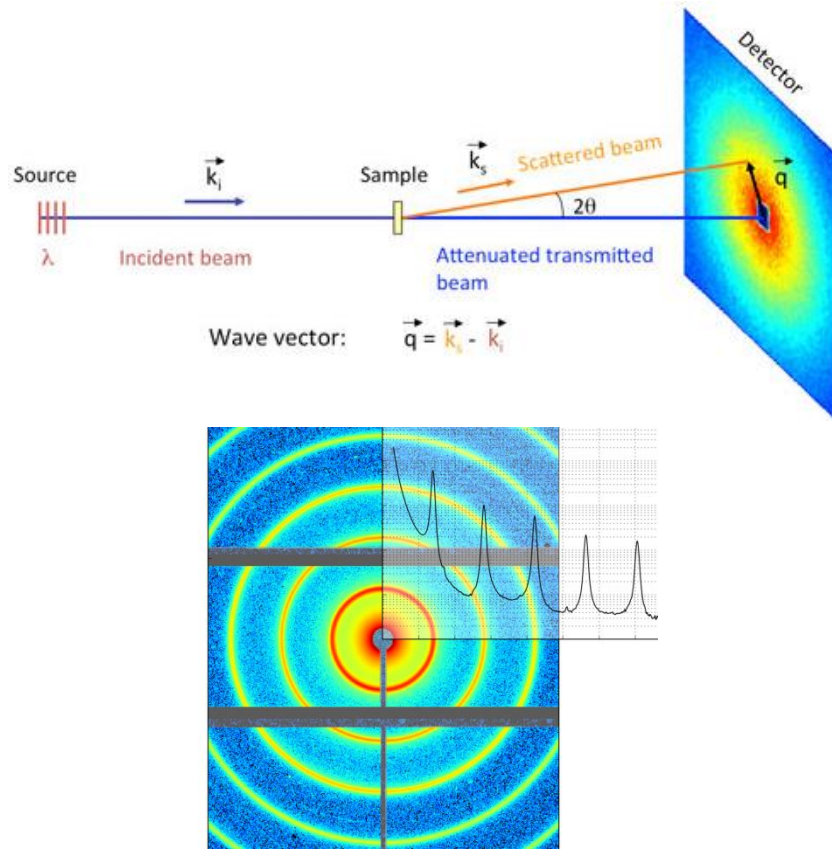 Detector
Source
k_i
Sample
k_s
Scattered beam
q
2θ
λ
Incident beam
Attenuated transmitted
beam
Wave vector: q = k_s - k_i